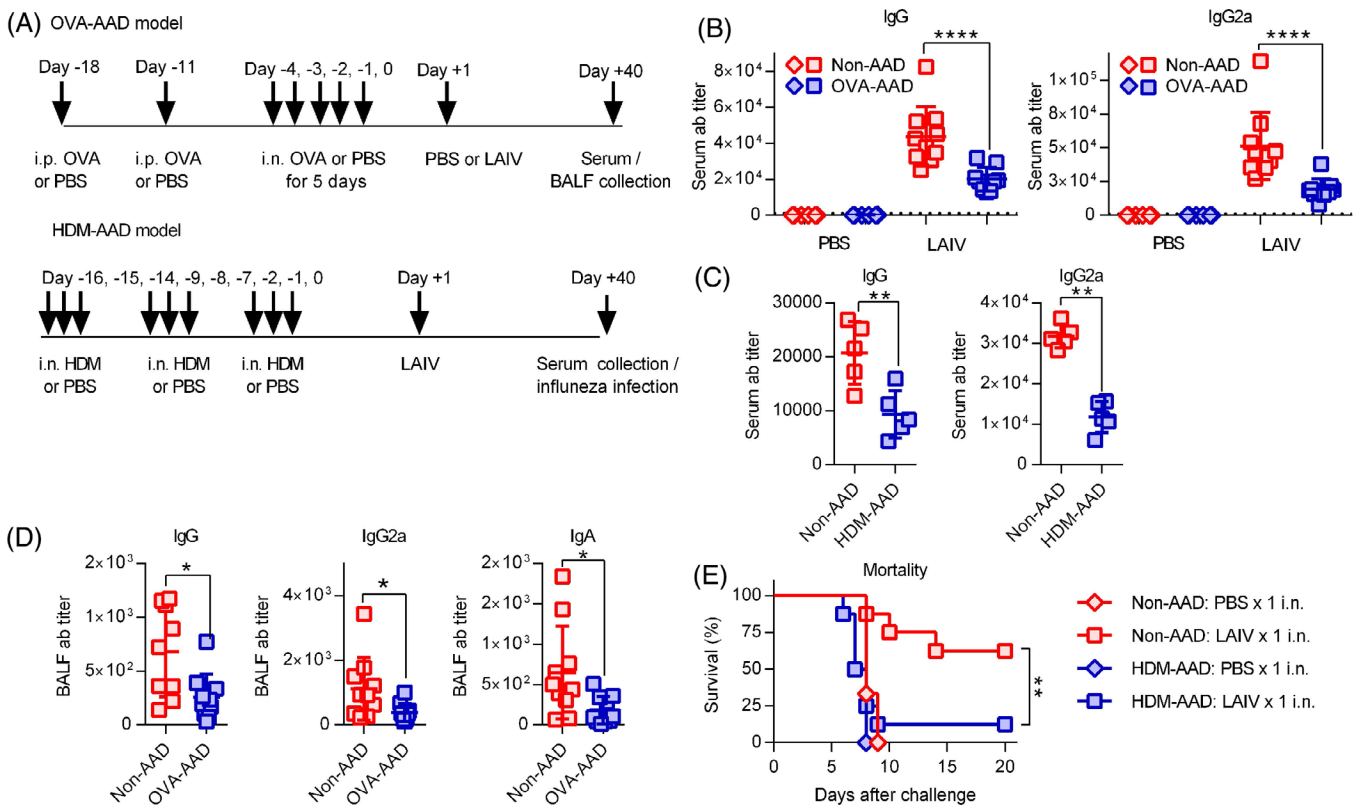 (A)
OVA-AAD model
Day -18
Day -11
Day -4, -3, -2, -1, 0
Day +1
Day +40
i.p. OVA
or PBS
i.p. OVA
or PBS
i.n. OVA or PBS
for 5 days
PBS or LAIV
Serum /
BALF collection
HDM-AAD model
Day -16, -15, -14, -9, -8, -7, -2, -1, 0
Day +1
Day +40
i.n. HDM
or PBS
i.n. HDM
or PBS
i.n. HDM
or PBS
LAIV
Serum collection /
influneza infection
(B)
IgG
****
Non-AAD
OVA-AAD
Serum ab titer
8×10⁴
6×10⁴
4×10⁴
2×10⁴
0
PBS
LAIV
IgG2a
****
Non-AAD
OVA-AAD
Serum ab titer
1×10⁵
5×10⁴
5×10⁴
3×10⁴
0
PBS
LAIV
(C)
IgG
**
Serum ab titer
30000
20000
10000
0
Non-AAD
HDM-AAD
IgG2a
**
Serum ab titer
4×10⁴
3×10⁴
2×10⁴
1×10⁴
0
Non-AAD
HDM-AAD
(D)
IgG
*
BALF ab titer
2×10³
1×10³
5×10²
0
Non-AAD
OVA-AAD
IgG2a
*
BALF ab titer
4×10³
2×10³
0
Non-AAD
OVA-AAD
IgA
*
BALF ab titer
2×10³
2×10³
1×10³
5×10²
0
Non-AAD
OVA-AAD
(E)
Mortality
Survival (%)
100
75
50
25
0
0
5
10
15
20
Days after challenge
Non-AAD: PBS x 1 i.n.
Non-AAD: LAIV x 1 i.n.
HDM-AAD: PBS x 1 i.n.
HDM-AAD: LAIV x 1 i.n.
**